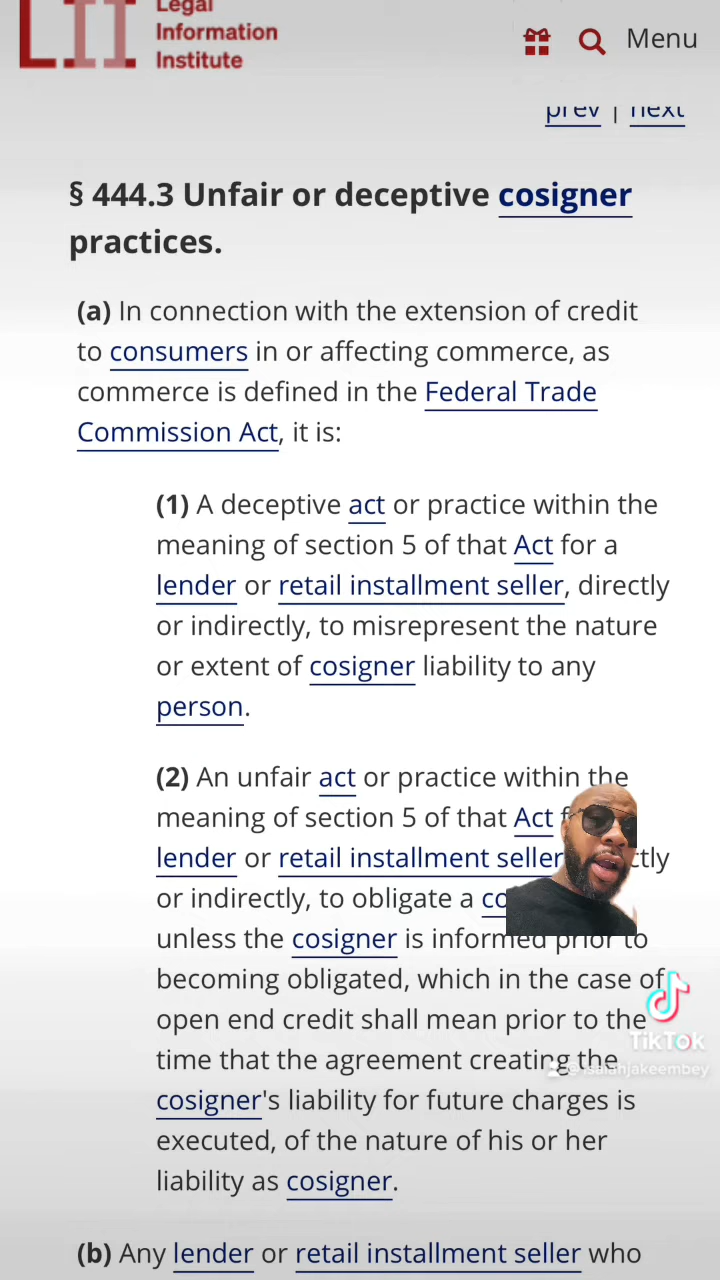 Legal
LII Information
Institute
Menu
prev | next
§ 444.3 Unfair or deceptive cosigner
practices.
(a) In connection with the extension of credit
to consumers in or affecting commerce, as
commerce is defined in the Federal Trade
Commission Act, it is:
(1) A deceptive act or practice within the
meaning of section 5 of that Act for a
lender or retail installment seller, directly
or indirectly, to misrepresent the nature
or extent of cosigner liability to any
person.
(2) An unfair act or practice within the
meaning of section 5 of that Act
lender or retail installment seller
or indirectly, to obligate a
unless the cosigner is informed prior to
becoming obligated, which in the case of
open end credit shall mean prior to the
TikTok
time that the agreement creating the
@isaiahjakeembey
cosigner's liability for future charges is
executed, of the nature of his or her
liability as cosigner.
(b) Any lender or retail installment seller who